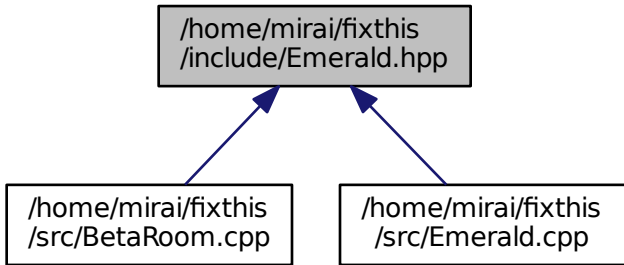 /home/mirai/fixthis
/include/Emerald.hpp
/home/mirai/fixthis
/src/BetaRoom.cpp
/home/mirai/fixthis
/src/Emerald.cpp